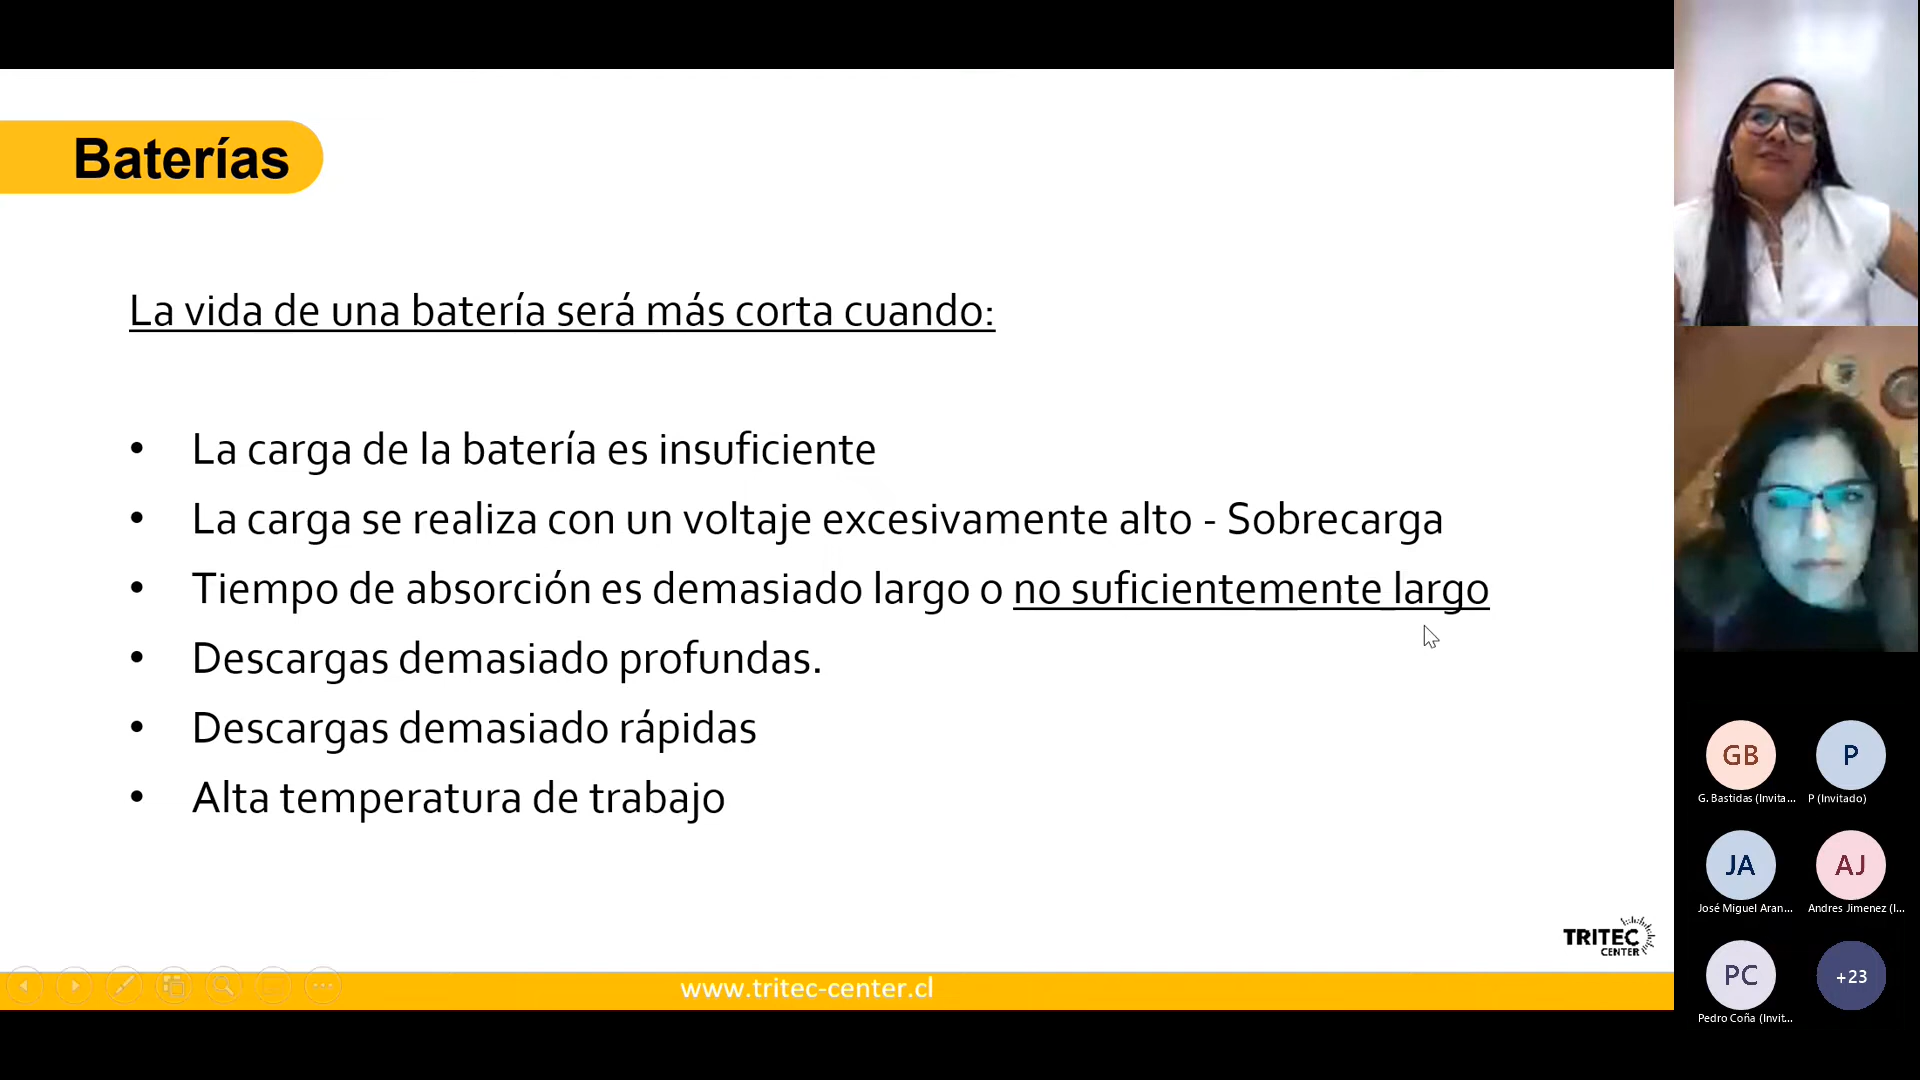 Baterías
La vida de una batería será más corta cuando:
• La carga de la batería es insuficiente
• La carga se realiza con un voltaje excesivamente alto - Sobrecarga
• Tiempo de absorción es demasiado largo o no suficientemente largo
• Descargas demasiado profundas.
• Descargas demasiado rápidas
• Alta temperatura de trabajo
TRITEC
CENTER
www.tritec-center.cl
GB
G. Bastidas (Invita...
P
P (Invitado)
JA
José Miguel Aran...
AJ
Andres Jimenez (I...
PC
Pedro Coña (Invit...
+23